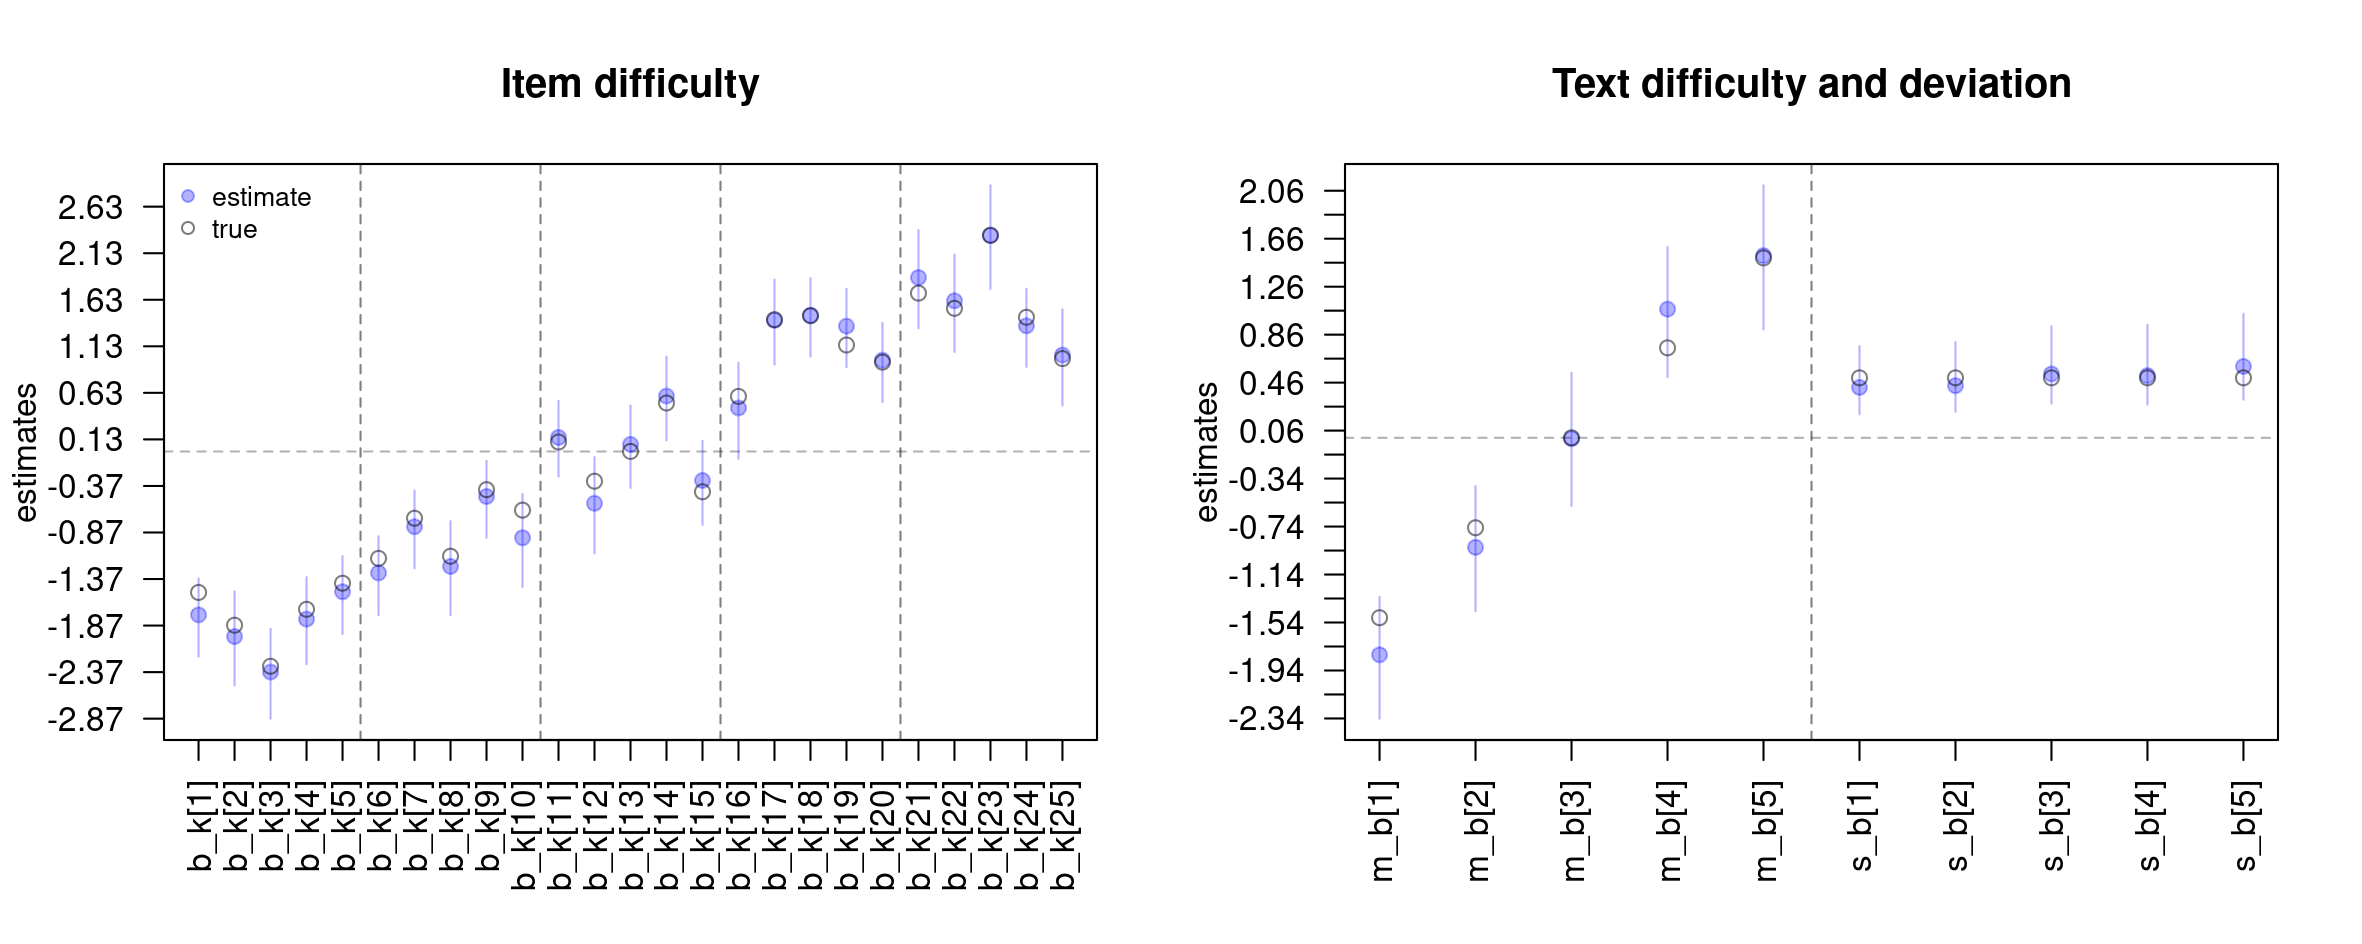 Item difficulty
estimates
2.63
2.13
1.63
1.13
0.63
0.13
-0.37
-0.87
-1.37
-1.87
-2.37
-2.87
estimate
true
b_k[1]
b_k[2]
b_k[3]
b_k[4]
b_k[5]
b_k[6]
b_k[7]
b_k[8]
b_k[9]
b_k[10]
b_k[11]
b_k[12]
b_k[13]
b_k[14]
b_k[15]
b_k[16]
b_k[17]
b_k[18]
b_k[19]
b_k[20]
b_k[21]
b_k[22]
b_k[23]
b_k[24]
b_k[25]
Text difficulty and deviation
estimates
2.06
1.66
1.26
0.86
0.46
0.06
-0.34
-0.74
-1.14
-1.54
-1.94
-2.34
m_b[1]
m_b[2]
m_b[3]
m_b[4]
m_b[5]
s_b[1]
s_b[2]
s_b[3]
s_b[4]
s_b[5]